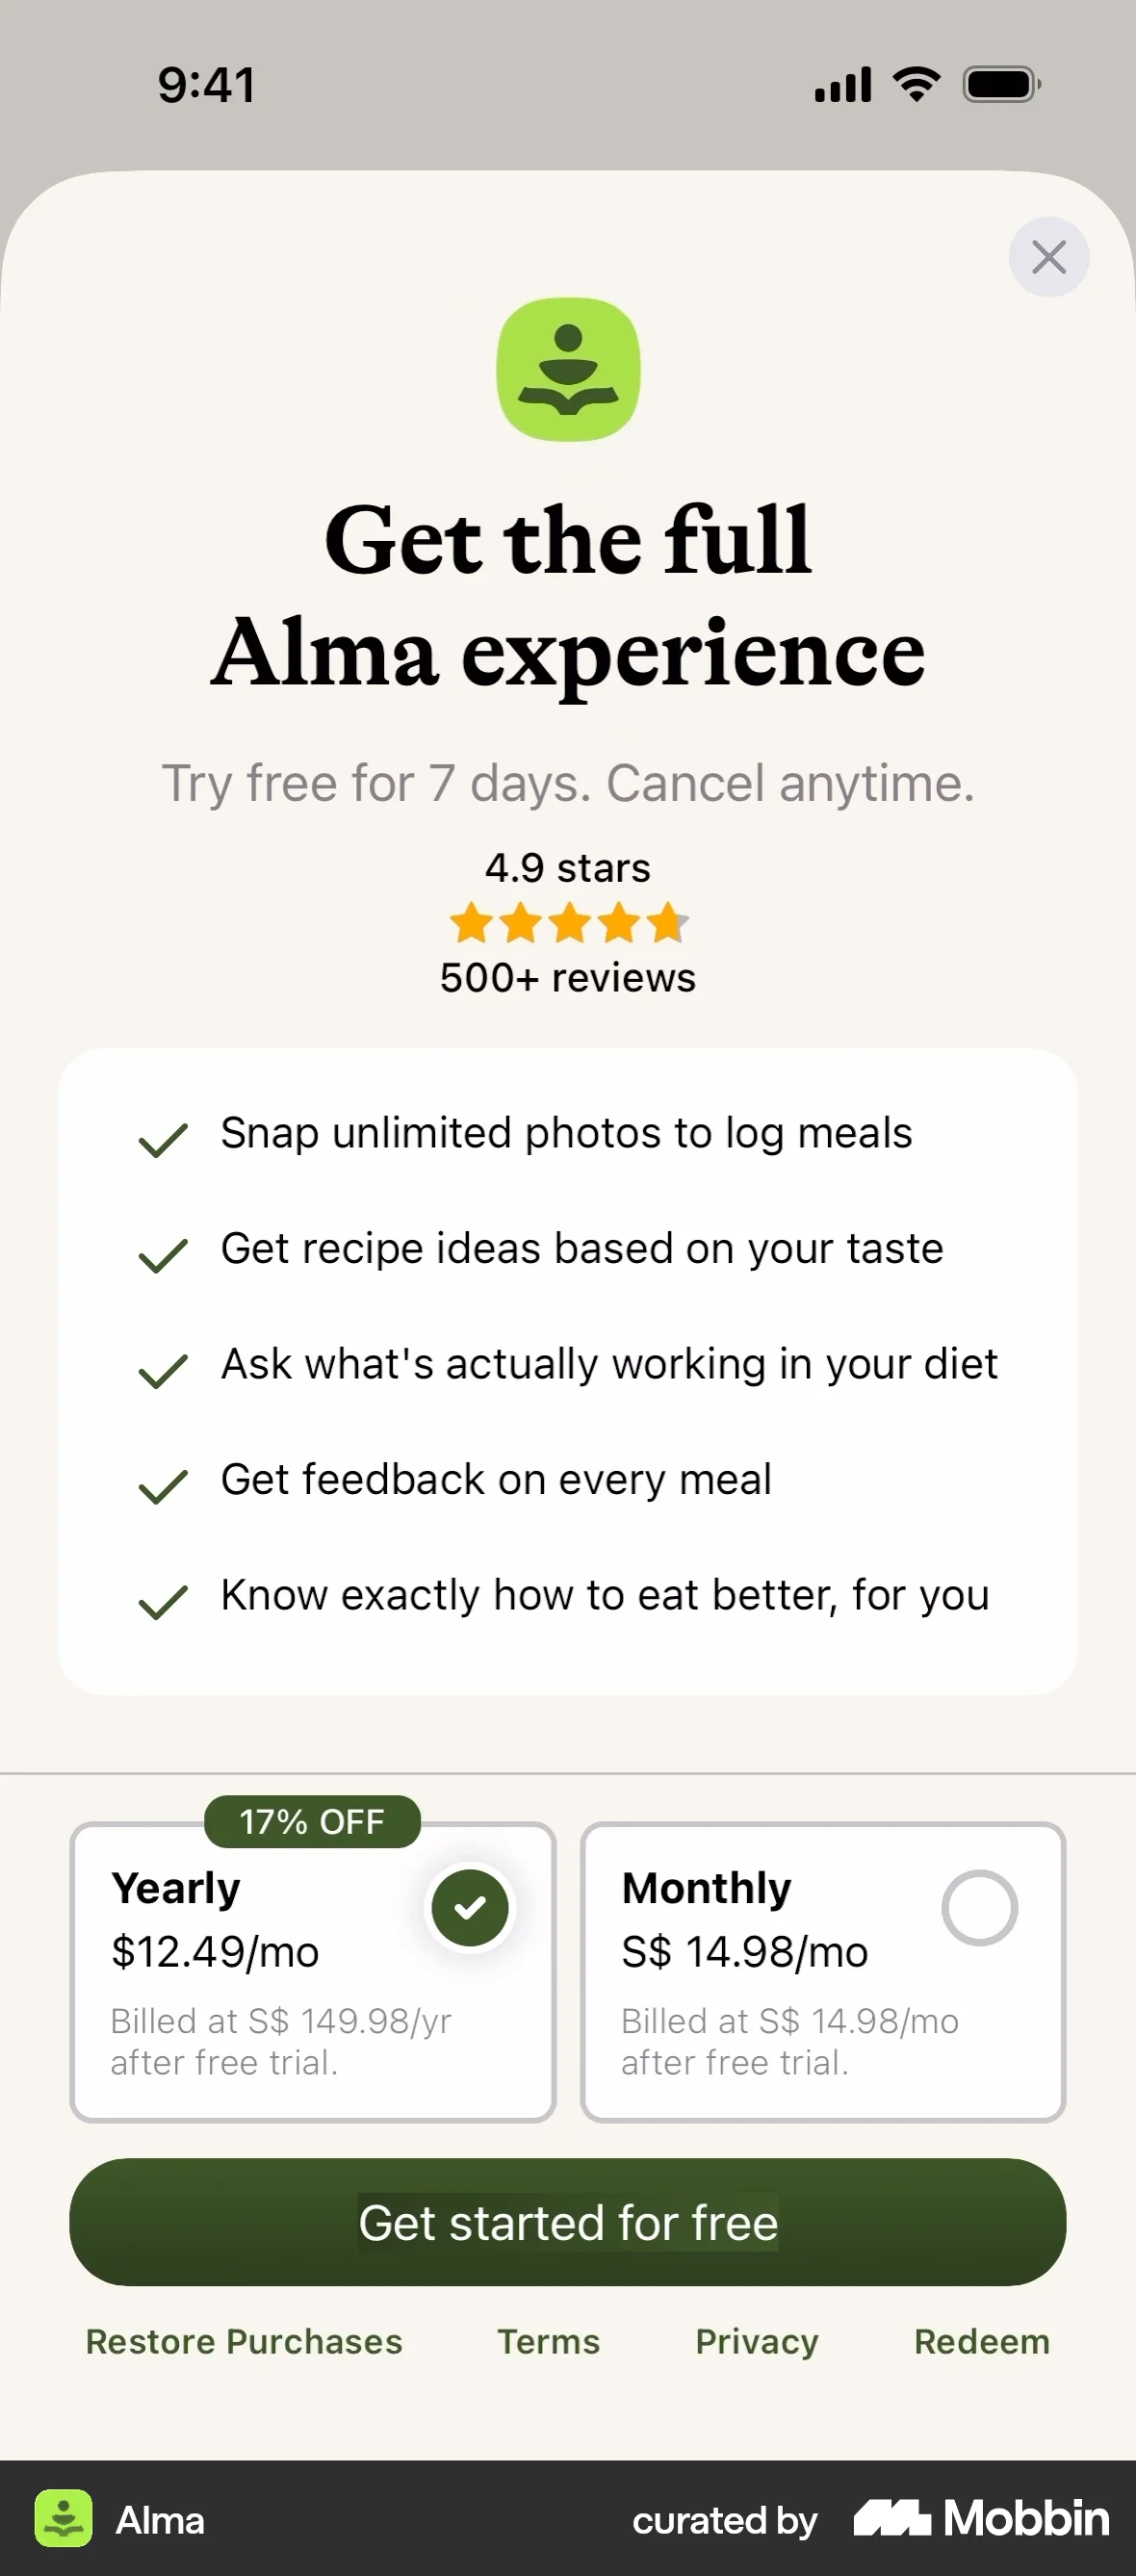 9:41
Get the full
Alma experience
Try free for 7 days. Cancel anytime.
4.9 stars
500+ reviews
Snap unlimited photos to log meals
Get recipe ideas based on your taste
Ask what's actually working in your diet
Get feedback on every meal
Know exactly how to eat better, for you
17% OFF
Yearly
$12.49/mo
Billed at S$ 149.98/yr
after free trial.
Monthly
S$ 14.98/mo
Billed at S$ 14.98/mo
after free trial.
Get started for free
Restore Purchases Terms Privacy Redeem
Alma curated by Mobbin